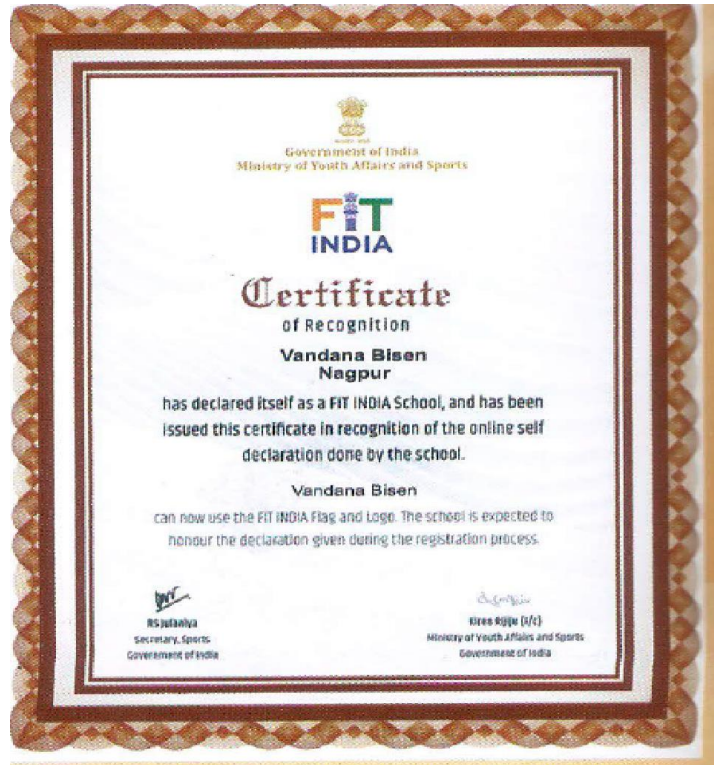 Government of India
Ministry of Youth Affairs and Sports
FiT
INDIA
Certificate
of Recognition
Vandana Bisen
Nagpur
has declared itself as a FIT INDIA School, and has been
issued this certificate in recognition of the online self
declaration done by the school.
Vandana Bisen
can now use the FIT INDIA Flag and Logo. The school is expected to
honour the declaration given during the registration process.
RS Julaniya
Secretary, Sports
Government of India
Kiren Rijiju (I/C)
Ministry of Youth Affairs and Sports
Government of India